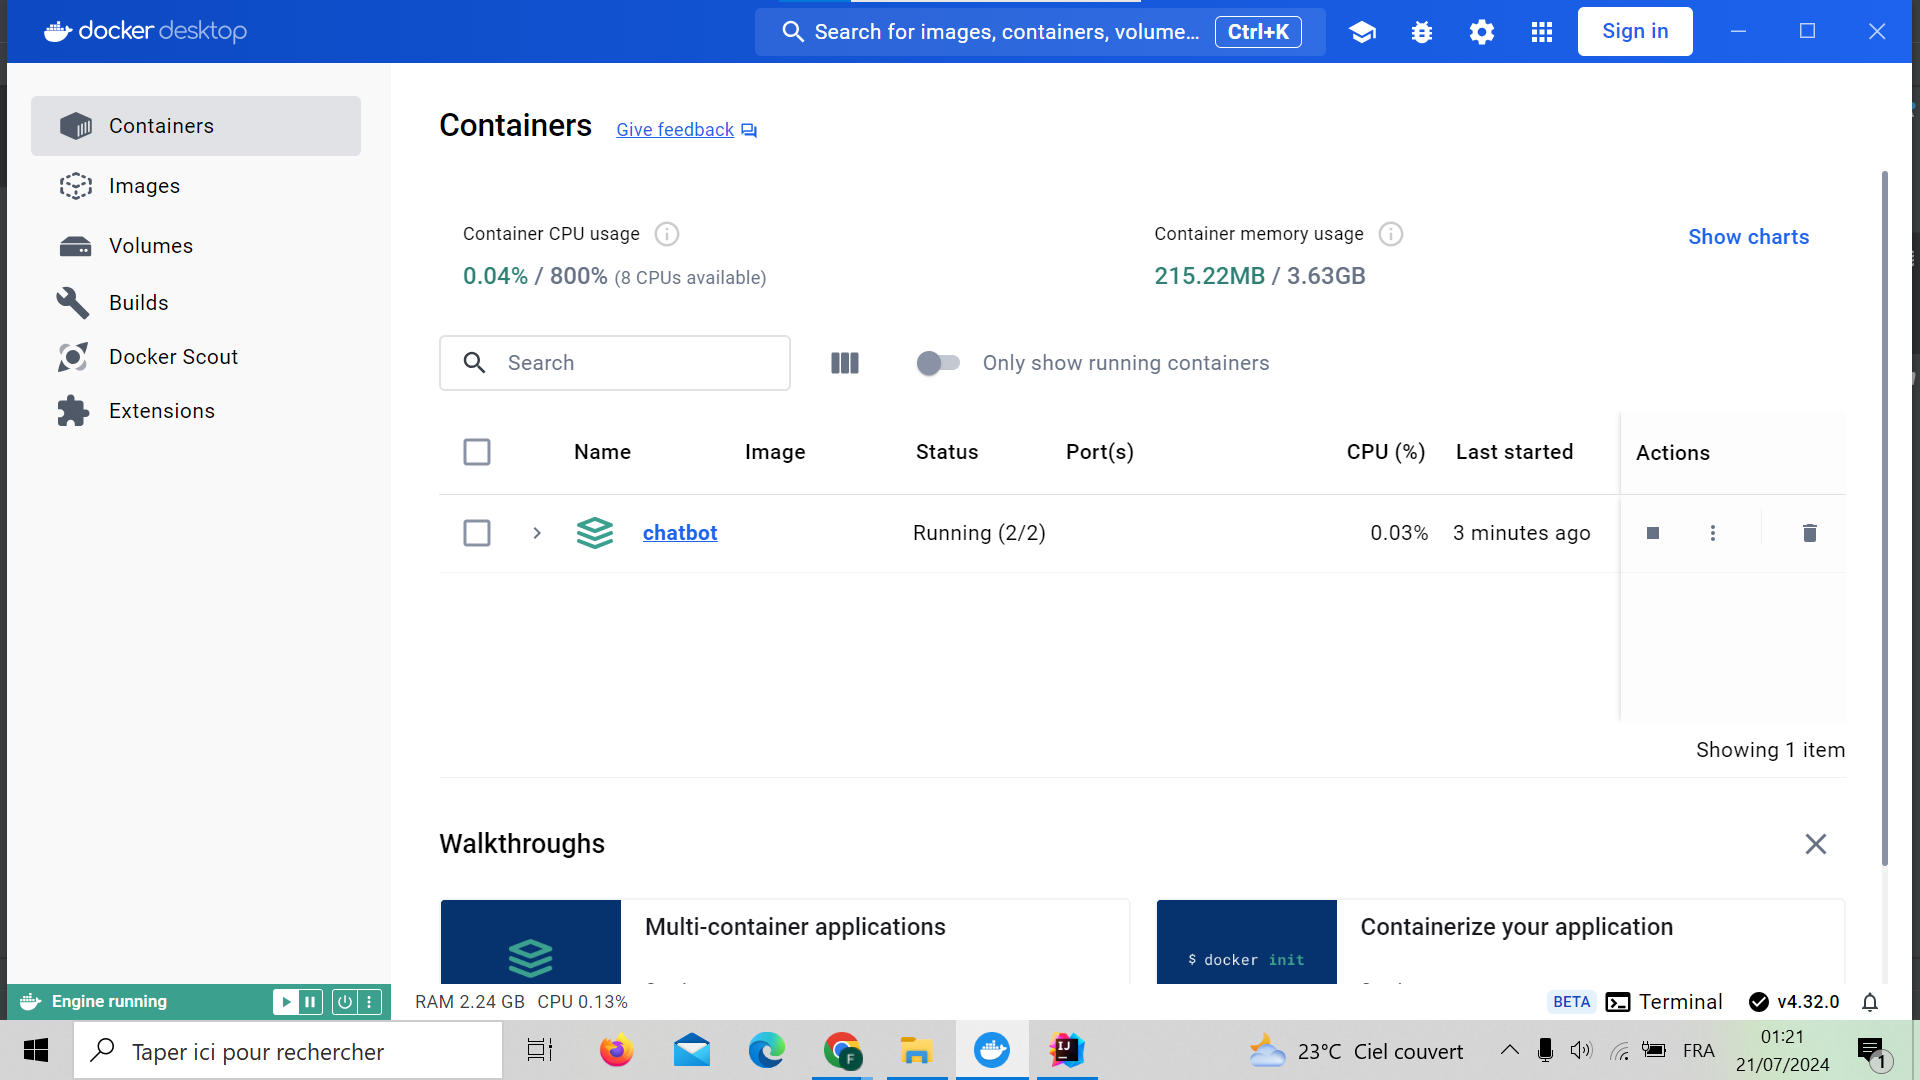 docker desktop
Search for images, containers, volume... Ctrl+K
Sign in
Containers
Images
Volumes
Builds
Docker Scout
Extensions
Containers Give feedback
Container CPU usage
0.04% / 800% (8 CPUs available)
Container memory usage
215.22MB / 3.63GB
Show charts
Search
Only show running containers
Name Image Status Port(s) CPU (%) Last started Actions
chatbot Running (2/2) 0.03% 3 minutes ago
Showing 1 item
Walkthroughs
Multi-container applications
Containerize your application
$ docker init
Engine running
RAM 2.24 GB CPU 0.13%
BETA Terminal v4.32.0
Taper ici pour rechercher
F
IJ
23°C Ciel couvert
FRA
01:21
21/07/2024
1